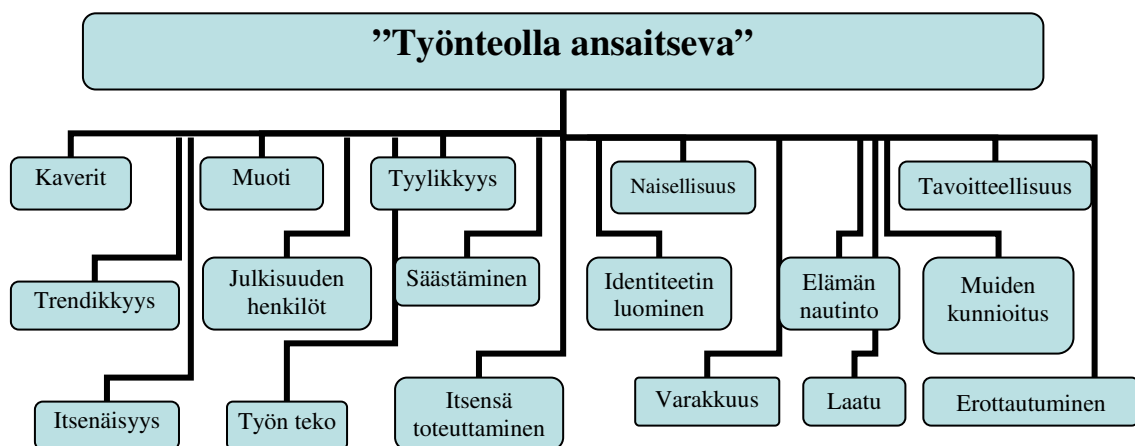 ”Työnteolla ansaitseva”
Kaverit
Muoti
Tyylikkyys
Naisellisuus
Tavoitteellisuus
Trendikkyys
Julkisuuden
henkilöt
Säästäminen
Identiteetin
luominen
Elämän
nautinto
Muiden
kunnioitus
Itsenäisyys
Työn teko
Itsensä
toteuttaminen
Varakkuus
Laatu
Erottautuminen